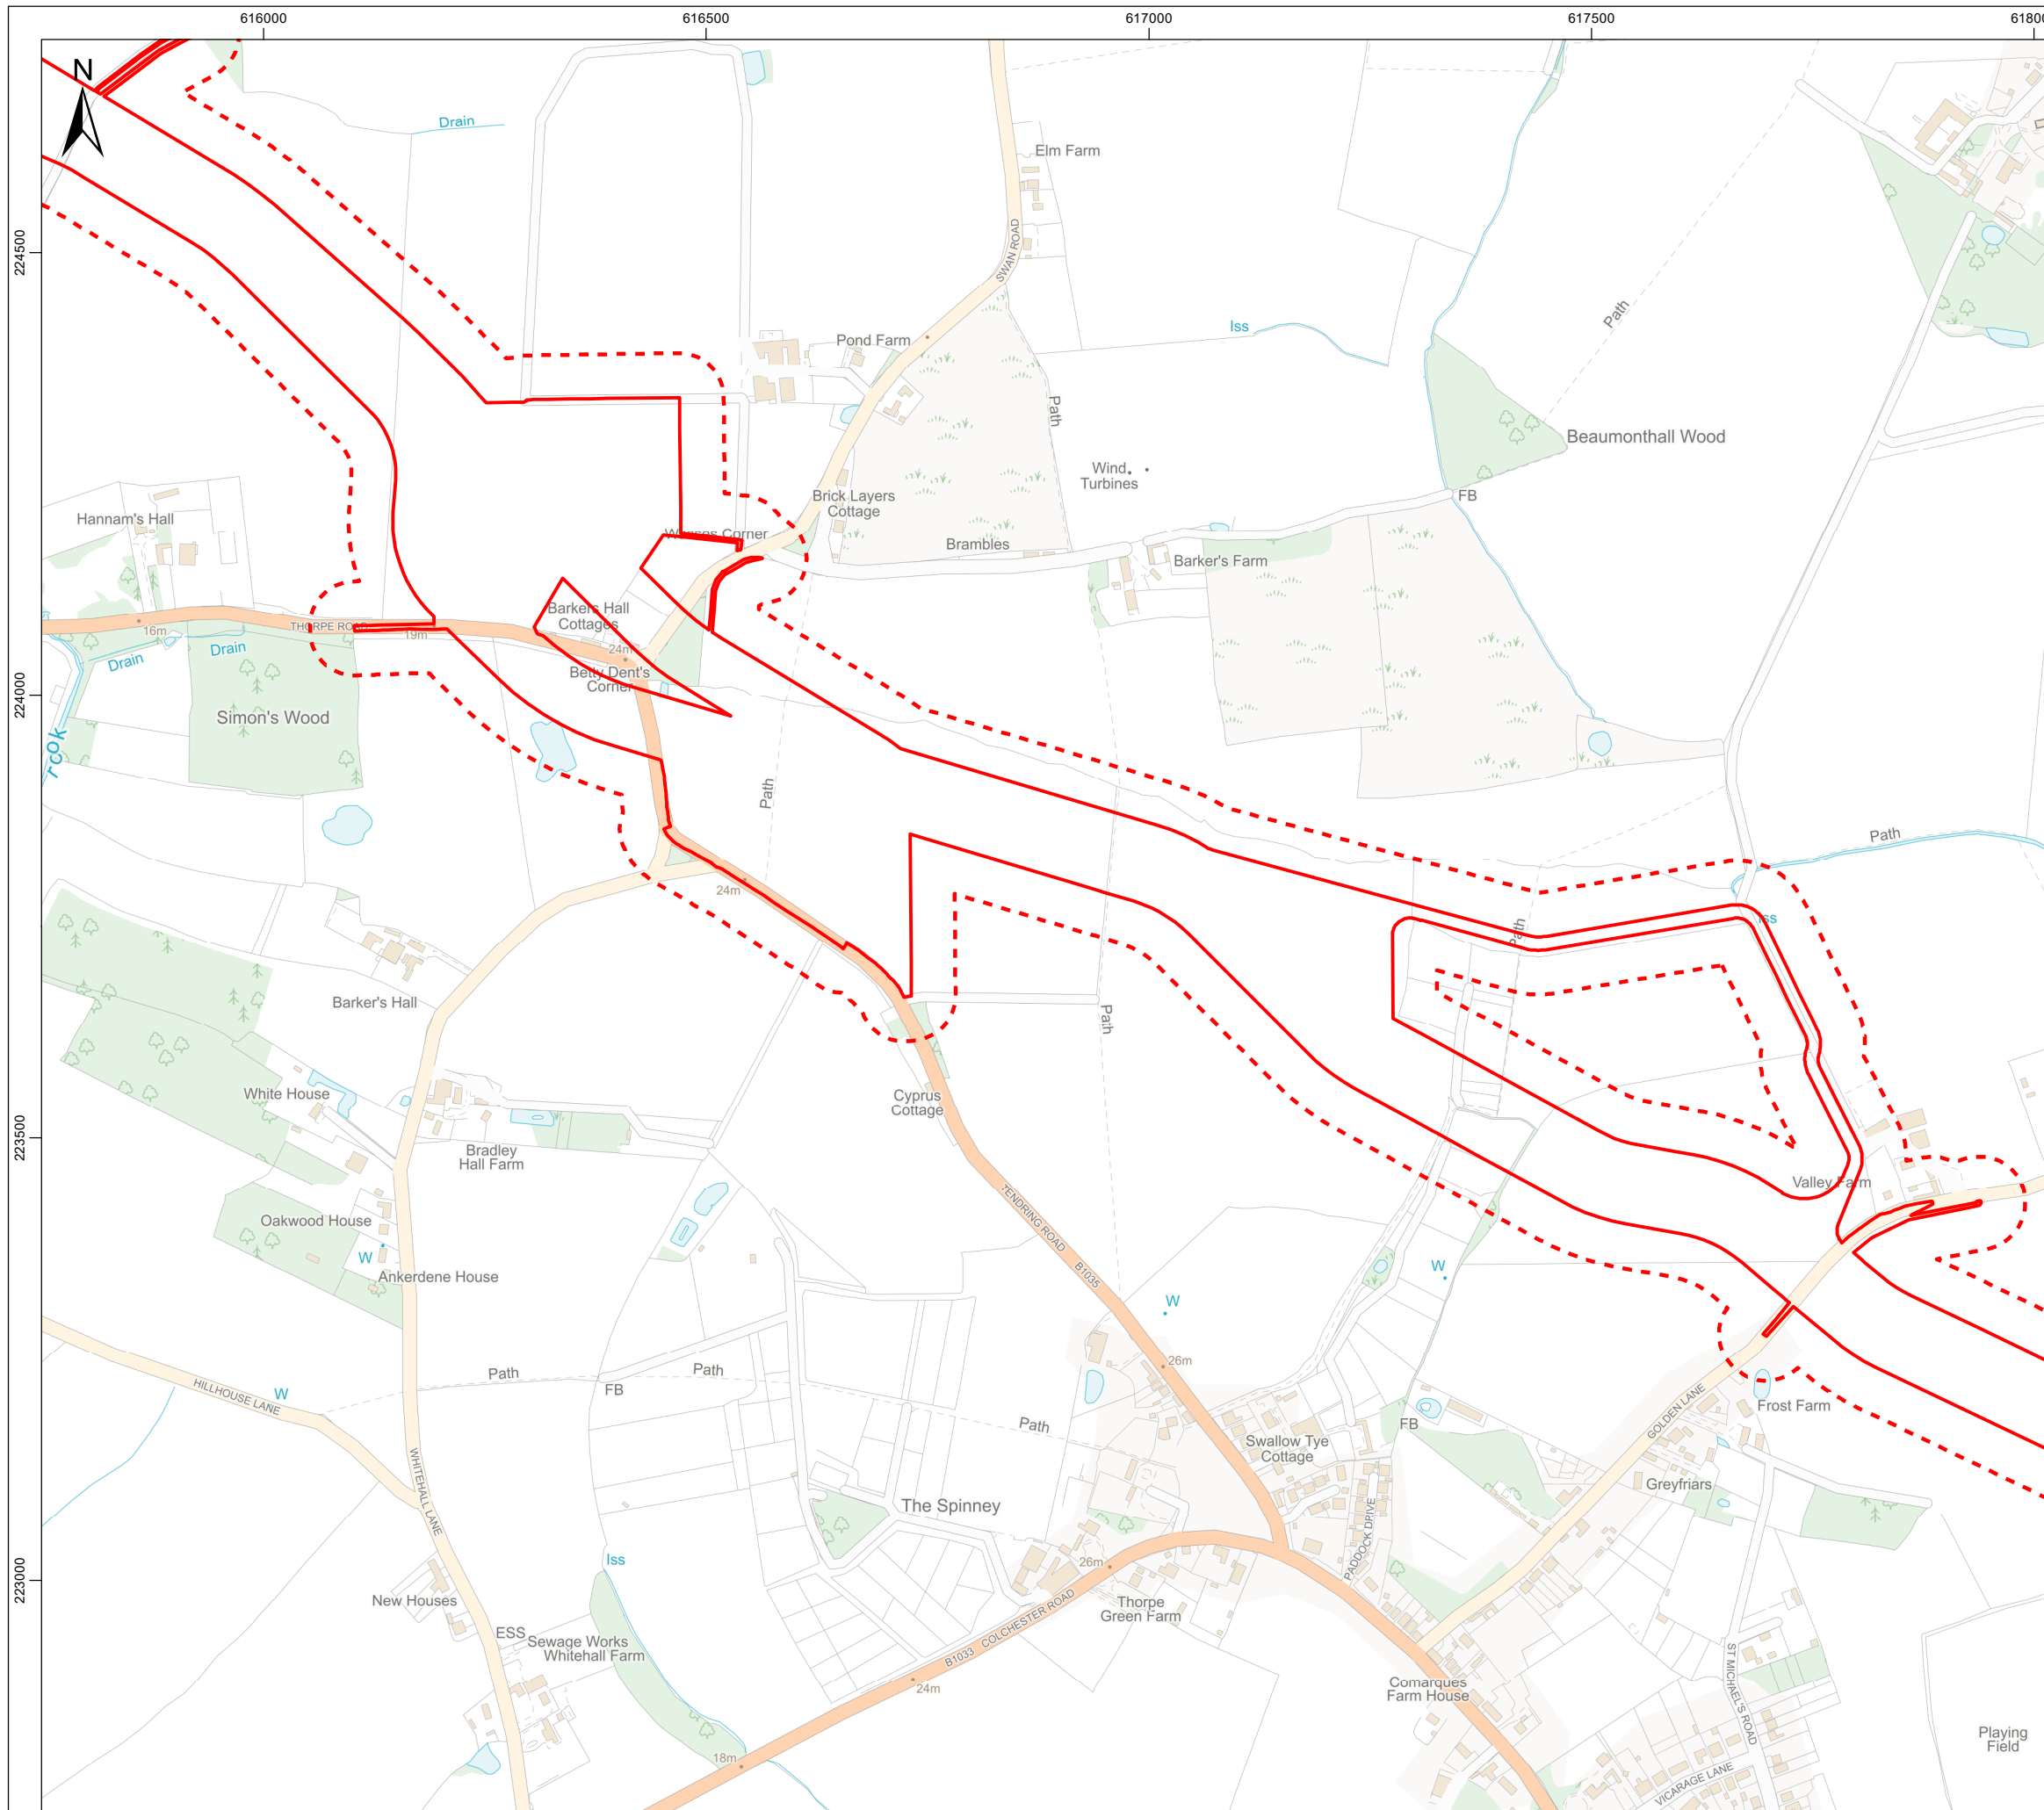 616000
616500
617000
617500
N
224500
224000
223500
223000
Drain
Elm Farm
SWAN ROAD
Path
Iss
Pond Farm
Path
Beaumonthall Wood
Wind
Turbines
FB
Brick Layers
Cottage
Hannam's Hall
Corner
Brambles
Barker's Farm
Barkers Hall
Cottages
THORPE ROAD
16m
19m
24m
Drain
Drain
Betty Dent's
Corner
Simon's Wood
Path
Path
24m
Iss
Path
Barker's Hall
Path
White House
Cyprus
Cottage
Bradley
Hall Farm
Valley Farm
TENDRING ROAD
B1035
Oakwood House
W
Ankerdene House
W
W
26m
Path
Path
FB
HILLHOUSE LANE
W
Path
FB
GOLDEN LANE
Frost Farm
Swallow Tye
Cottage
WHITEHALL LANE
Greyfriars
The Spinney
PADDOCK DRIVE
Iss
26m
New Houses
Thorpe
Green Farm
B1033
COLCHESTER ROAD
ESS
Sewage Works
Whitehall Farm
24m
Comarques
Farm House
ST MICHAEL'S ROAD
Playing
Field
18m
VICARAGE LANE